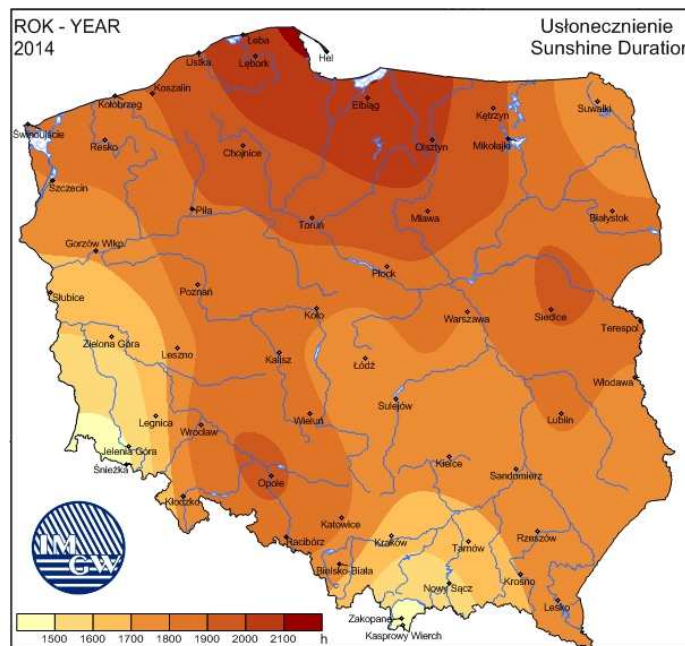 ROK - YEAR
2014
Usłonecznienie
Sunshine Duration
Łeba
Hel
Ustka
Lębork
Koszalin
Kołobrzeg
Elbląg
Kętrzyn
Suwałki
Świnoujście
Resko
Chojnice
Olsztyn
Mikołajki
Szczecin
Piła
Toruń
Mława
Białystok
Gorzów Wlkp.
Płock
Słubice
Poznań
Koło
Warszawa
Siedlce
Terespol
Zielona Góra
Leszno
Kalisz
Łódź
Włodawa
Sulejów
Legnica
Wrocław
Wieluń
Lublin
Jelenia Góra
Śnieżka
Kielce
Sandomierz
Opole
Kłodzko
Katowice
Racibórz
Kraków
Tarnów
Rzeszów
Bielsko-Biała
Nowy Sącz
Krosno
Lesko
Zakopane
Kasprowy Wierch
IM
GW
1500 1600 1700 1800 1900 2000 2100 h